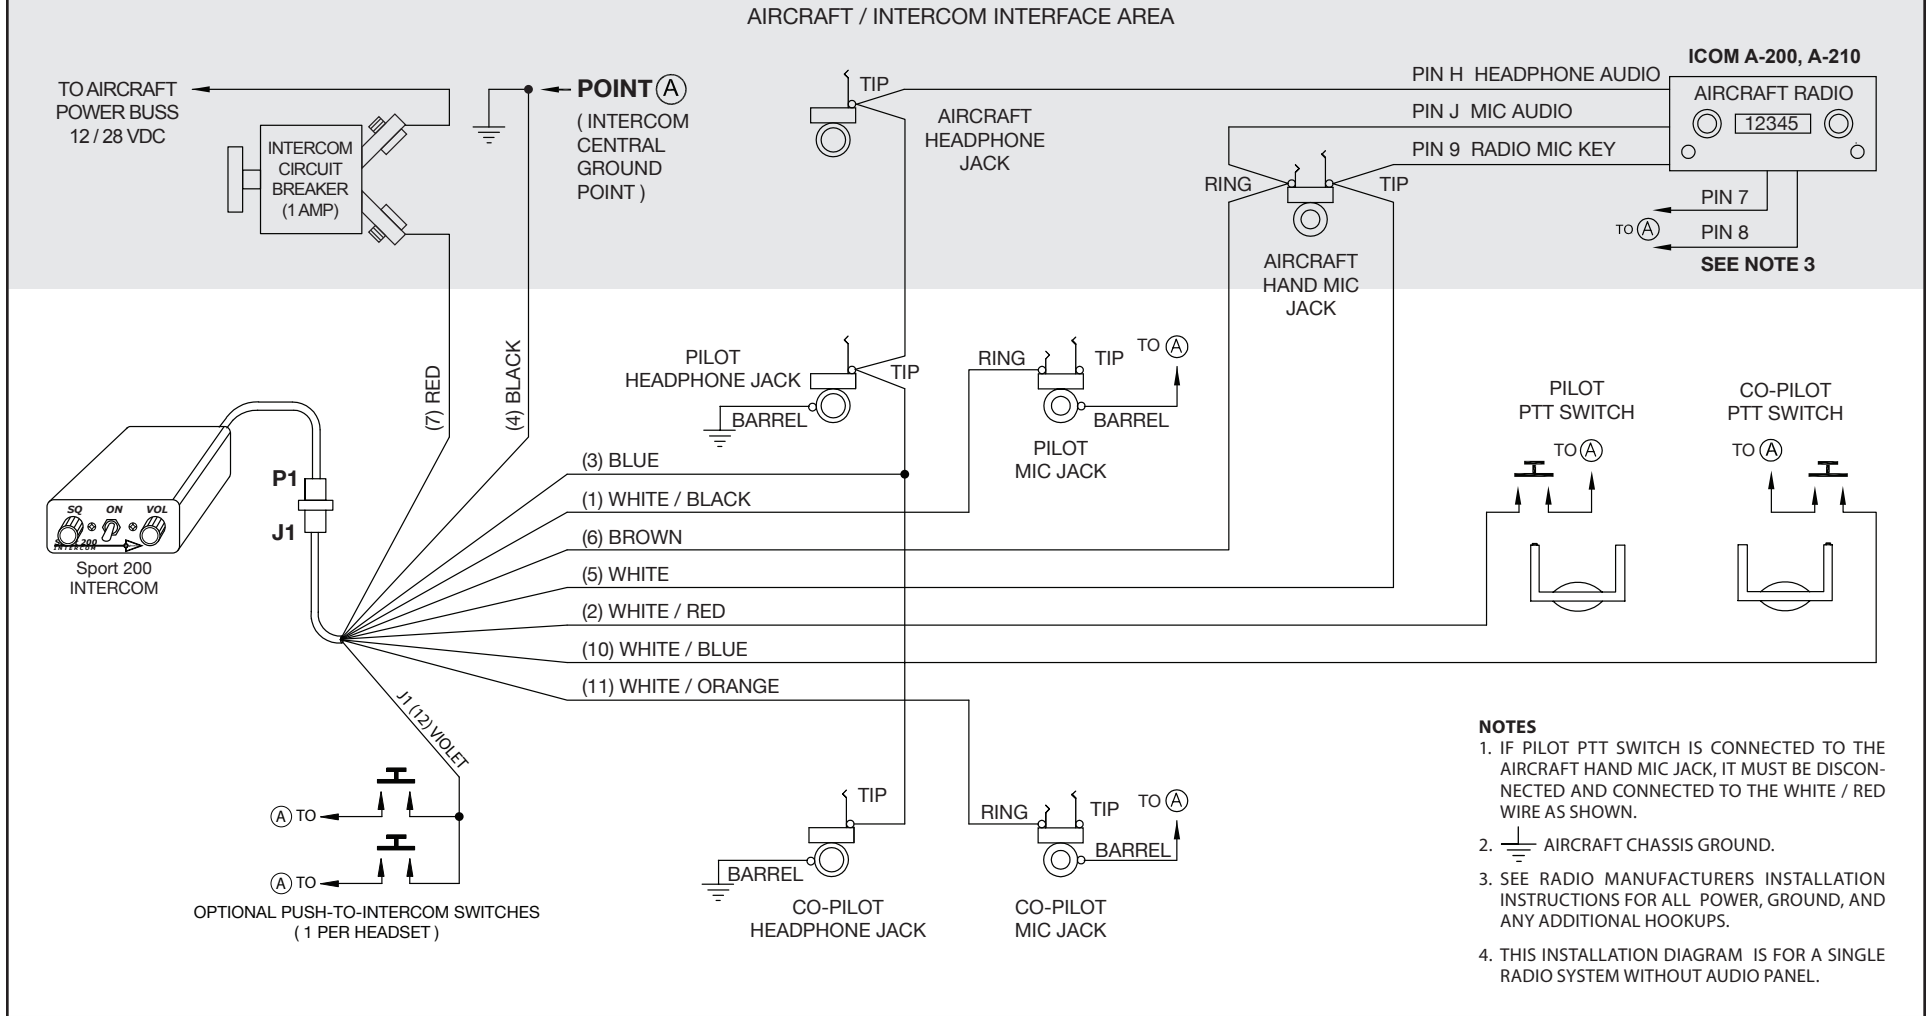 AIRCRAFT / INTERCOM INTERFACE AREA
TO AIRCRAFT
POWER BUSS
12 / 28 VDC
INTERCOM
CIRCUIT
BREAKER
(1 AMP)
POINT A
( INTERCOM
CENTRAL
GROUND
POINT )
TIP
AIRCRAFT
HEADPHONE
JACK
PIN H HEADPHONE AUDIO
PIN J MIC AUDIO
PIN 9 RADIO MIC KEY
ICOM A-200, A-210
AIRCRAFT RADIO
12345
RING
TIP
AIRCRAFT
HAND MIC
JACK
PIN 7
TO A
PIN 8
SEE NOTE 3
(7) RED
(4) BLACK
PILOT
HEADPHONE JACK
TIP
BARREL
RING
TIP
TO A
BARREL
PILOT
MIC JACK
PILOT
PTT SWITCH
TO A
CO-PILOT
PTT SWITCH
TO A
P1
J1
SQ ON VOL
200
INTERCOM
Sport 200
INTERCOM
(3) BLUE
(1) WHITE / BLACK
(6) BROWN
(5) WHITE
(2) WHITE / RED
(10) WHITE / BLUE
(11) WHITE / ORANGE
J1 (12) VIOLET
A TO
A TO
OPTIONAL PUSH-TO-INTERCOM SWITCHES
( 1 PER HEADSET )
TIP
BARREL
CO-PILOT
HEADPHONE JACK
RING
TIP
TO A
BARREL
CO-PILOT
MIC JACK
NOTES
1. IF PILOT PTT SWITCH IS CONNECTED TO THE
AIRCRAFT HAND MIC JACK, IT MUST BE DISCON-
NECTED AND CONNECTED TO THE WHITE / RED
WIRE AS SHOWN.
2. AIRCRAFT CHASSIS GROUND.
3. SEE RADIO MANUFACTURERS INSTALLATION
INSTRUCTIONS FOR ALL POWER, GROUND, AND
ANY ADDITIONAL HOOKUPS.
4. THIS INSTALLATION DIAGRAM IS FOR A SINGLE
RADIO SYSTEM WITHOUT AUDIO PANEL.